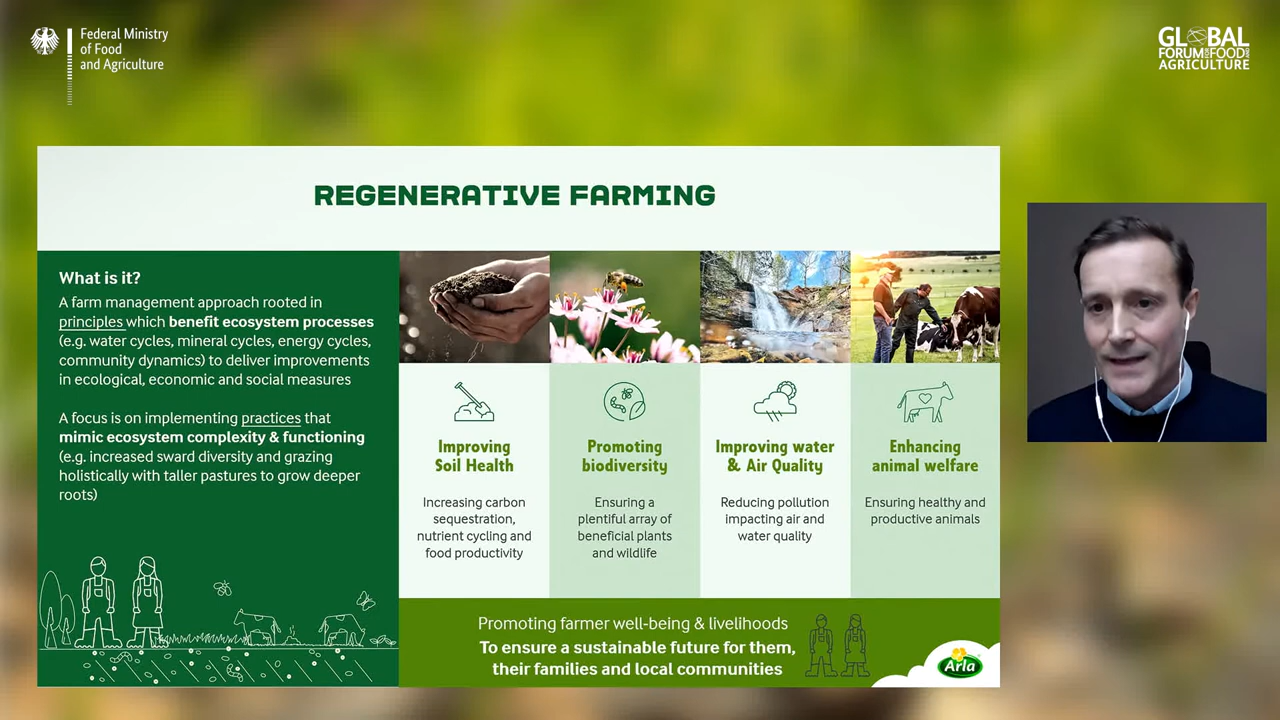 Federal Ministry
of Food
and Agriculture
GLOBAL
FORUM FOR FOOD AND
AGRICULTURE
REGENERATIVE FARMING
What is it?
A farm management approach rooted in
principles which benefit ecosystem processes
(e.g. water cycles, mineral cycles, energy cycles,
community dynamics) to deliver improvements
in ecological, economic and social measures
A focus is on implementing practices that
mimic ecosystem complexity & functioning
(e.g. increased sward diversity and grazing
holistically with taller pastures to grow deeper
roots)
Improving
Soil Health
Increasing carbon
sequestration,
nutrient cycling and
food productivity
Promoting
biodiversity
Ensuring a
plentiful array of
beneficial plants
and wildlife
Improving water
& Air Quality
Reducing pollution
impacting air and
water quality
Enhancing
animal welfare
Ensuring healthy and
productive animals
Promoting farmer well-being & livelihoods
To ensure a sustainable future for them,
their families and local communities
Arla